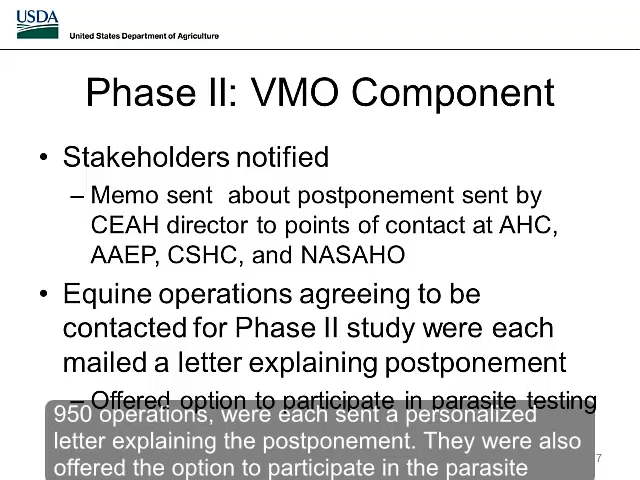 USDA
United States Department of Agriculture
Phase II: VMO Component
• Stakeholders notified
– Memo sent about postponement sent by
CEAH director to points of contact at AHC,
AAEP, CSHC, and NASAHO
• Equine operations agreeing to be
contacted for Phase II study were each
mailed a letter explaining postponement
– Offered option to participate in parasite testing
950 operations, were each sent a personalized
letter explaining the postponement. They were also
offered the option to participate in the parasite
7